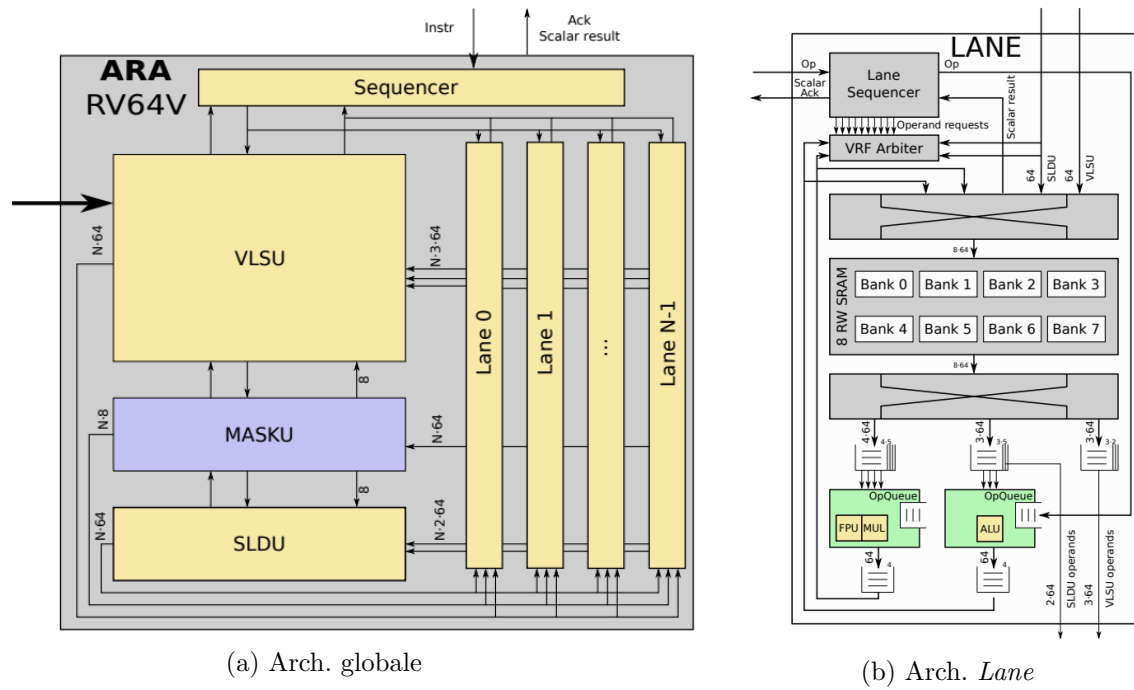 Instr
Ack
Scalar result
ARA
RV64V
Sequencer
VLSU
N·64
N·3·64
8
MASKU
N·8
N·64
8
SLDU
N·64
N·2·64
Lane 0
Lane 1
...
Lane N-1
(a) Arch. globale
LANE
Op
Scalar
Ack
Lane
Sequencer
Op
Operand requests
Scalar result
VRF Arbiter
64
SLDU
64
VLSU
8·64
8 RW SRAM
Bank 0
Bank 1
Bank 2
Bank 3
Bank 4
Bank 5
Bank 6
Bank 7
8·64
4·64
3·64
3·64
4·5
3·5
3·2
OpQueue
FPU
MUL
OpQueue
ALU
64
4
64
4
2·64
SLDU operands
3·64
VLSU operands
(b) Arch. Lane